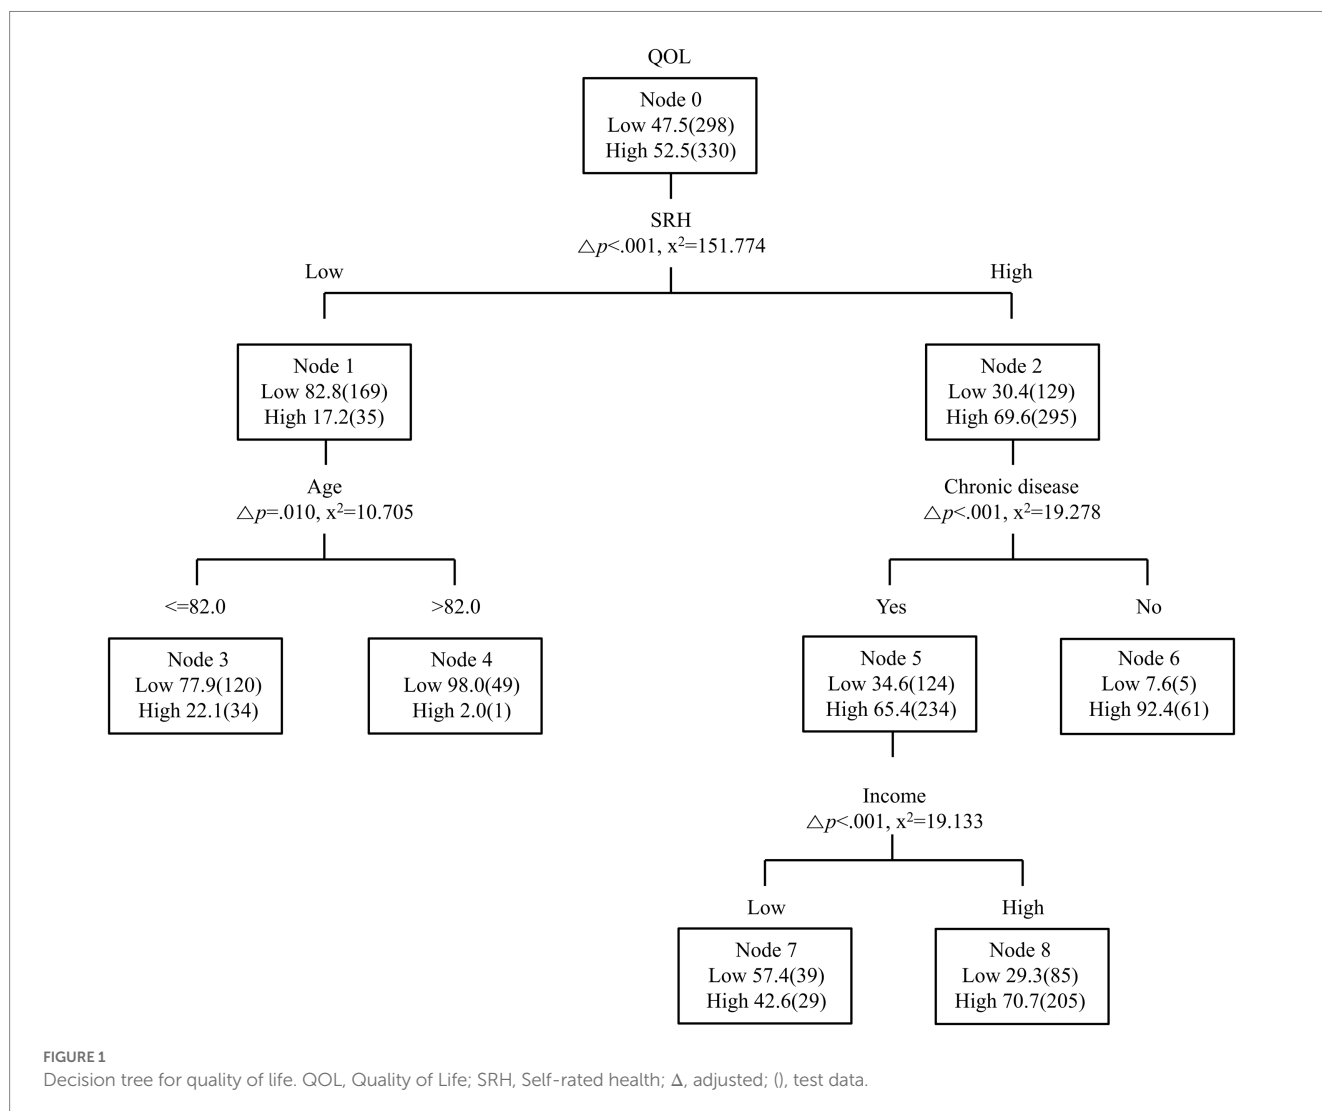 QOL
Node 0
Low 47.5(298)
High 52.5(330)
SRH
△p<.001, x²=151.774
Low
High
Node 1
Low 82.8(169)
High 17.2(35)
Node 2
Low 30.4(129)
High 69.6(295)
Age
△p=.010, x²=10.705
Chronic disease
△p<.001, x²=19.278
<=82.0
>82.0
Yes
No
Node 3
Low 77.9(120)
High 22.1(34)
Node 4
Low 98.0(49)
High 2.0(1)
Node 5
Low 34.6(124)
High 65.4(234)
Node 6
Low 7.6(5)
High 92.4(61)
Income
△p<.001, x²=19.133
Low
High
Node 7
Low 57.4(39)
High 42.6(29)
Node 8
Low 29.3(85)
High 70.7(205)
FIGURE 1
Decision tree for quality of life. QOL, Quality of Life; SRH, Self-rated health; Δ, adjusted; (), test data.